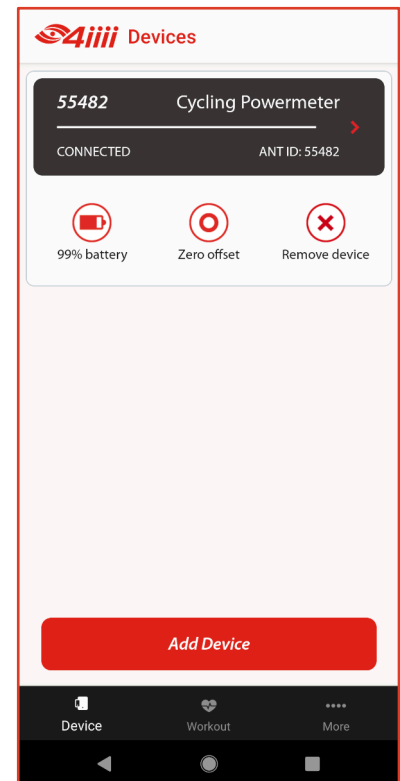 4iiii Devices
55482 Cycling Powermeter
CONNECTED ANT ID: 55482
99% battery Zero offset Remove device
Add Device
Device Workout More